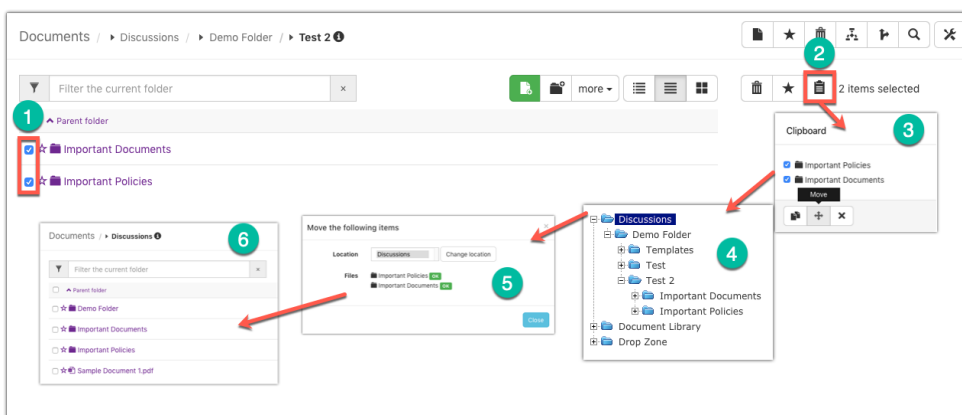 Documents / ▸ Discussions / ▸ Demo Folder / ▸ Test 2
2
Filter the current folder ×
more
2 items selected
1
Parent folder
Important Documents
Important Policies
Clipboard
3
Important Policies
Important Documents
Move
Discussions
Demo Folder
Templates
Test
Test 2
Important Documents
Important Policies
Document Library
Drop Zone
4
Move the following items ×
Location Discussions Change location
Files Important Policies OK
Important Documents OK
5
Close
Documents / ▸ Discussions
6
Filter the current folder ×
Parent folder
Demo Folder
Important Documents
Important Policies
Sample Document 1.pdf